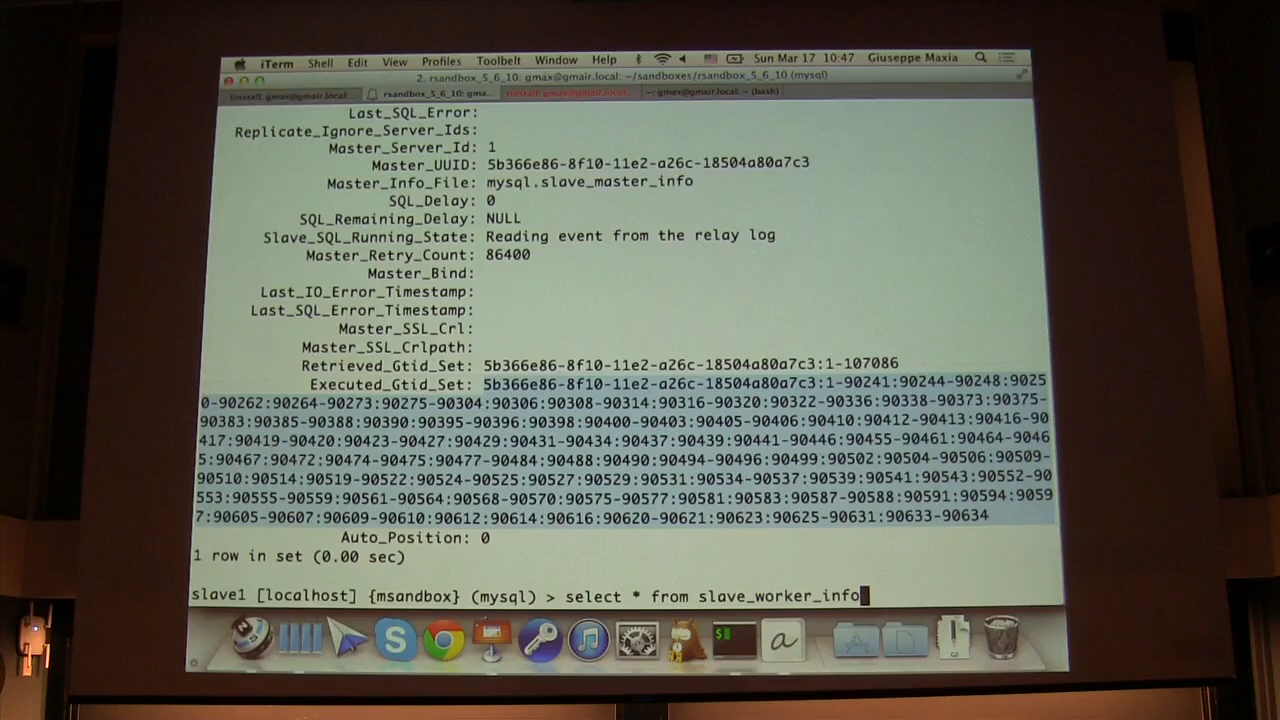 iTerm Shell Edit View Profiles Toolbelt Window Help Sun Mar 17 10:47 Giuseppe Maxia
2. rsandbox_5_6_10: gmax@gmair.local: ~/sandboxes/rsandbox_5_6_10 (mysql)
rsandbox_5_6_10: gma... ~: gmax@gmair.local: ~ (bash)
Last_SQL_Error:
Replicate_Ignore_Server_Ids:
Master_Server_Id: 1
Master_UUID: 5b366e86-8f10-11e2-a26c-18504a80a7c3
Master_Info_File: mysql.slave_master_info
SQL_Delay: 0
SQL_Remaining_Delay: NULL
Slave_SQL_Running_State: Reading event from the relay log
Master_Retry_Count: 86400
Master_Bind:
Last_IO_Error_Timestamp:
Last_SQL_Error_Timestamp:
Master_SSL_Crl:
Master_SSL_Crlpath:
Retrieved_Gtid_Set: 5b366e86-8f10-11e2-a26c-18504a80a7c3:1-107086
Executed_Gtid_Set: 5b366e86-8f10-11e2-a26c-18504a80a7c3:1-90241:90244-90248:9025
0-90262:90264-90273:90275-90304:90306:90308-90314:90316-90320:90322-90336:90338-90373:90375-
90383:90385-90388:90390:90395-90396:90398:90400-90403:90405-90406:90410:90412-90413:90416-90
417:90419-90420:90423-90427:90429:90431-90434:90437:90439:90441-90446:90455-90461:90464-9046
5:90467:90472:90474-90475:90477-90484:90488:90490:90494-90496:90499:90502:90504-90506:90509-
90510:90514:90519-90522:90524-90525:90527:90529:90531:90534-90537:90539:90541:90543:90552-90
553:90555-90559:90561-90564:90568-90570:90575-90577:90581:90583:90587-90588:90591:90594:9059
7:90605-90607:90609-90610:90612:90614:90616:90620-90621:90623:90625-90631:90633-90634
Auto_Position: 0
1 row in set (0.00 sec)
slave1 [localhost] {msandbox} (mysql) > select * from slave_worker_info